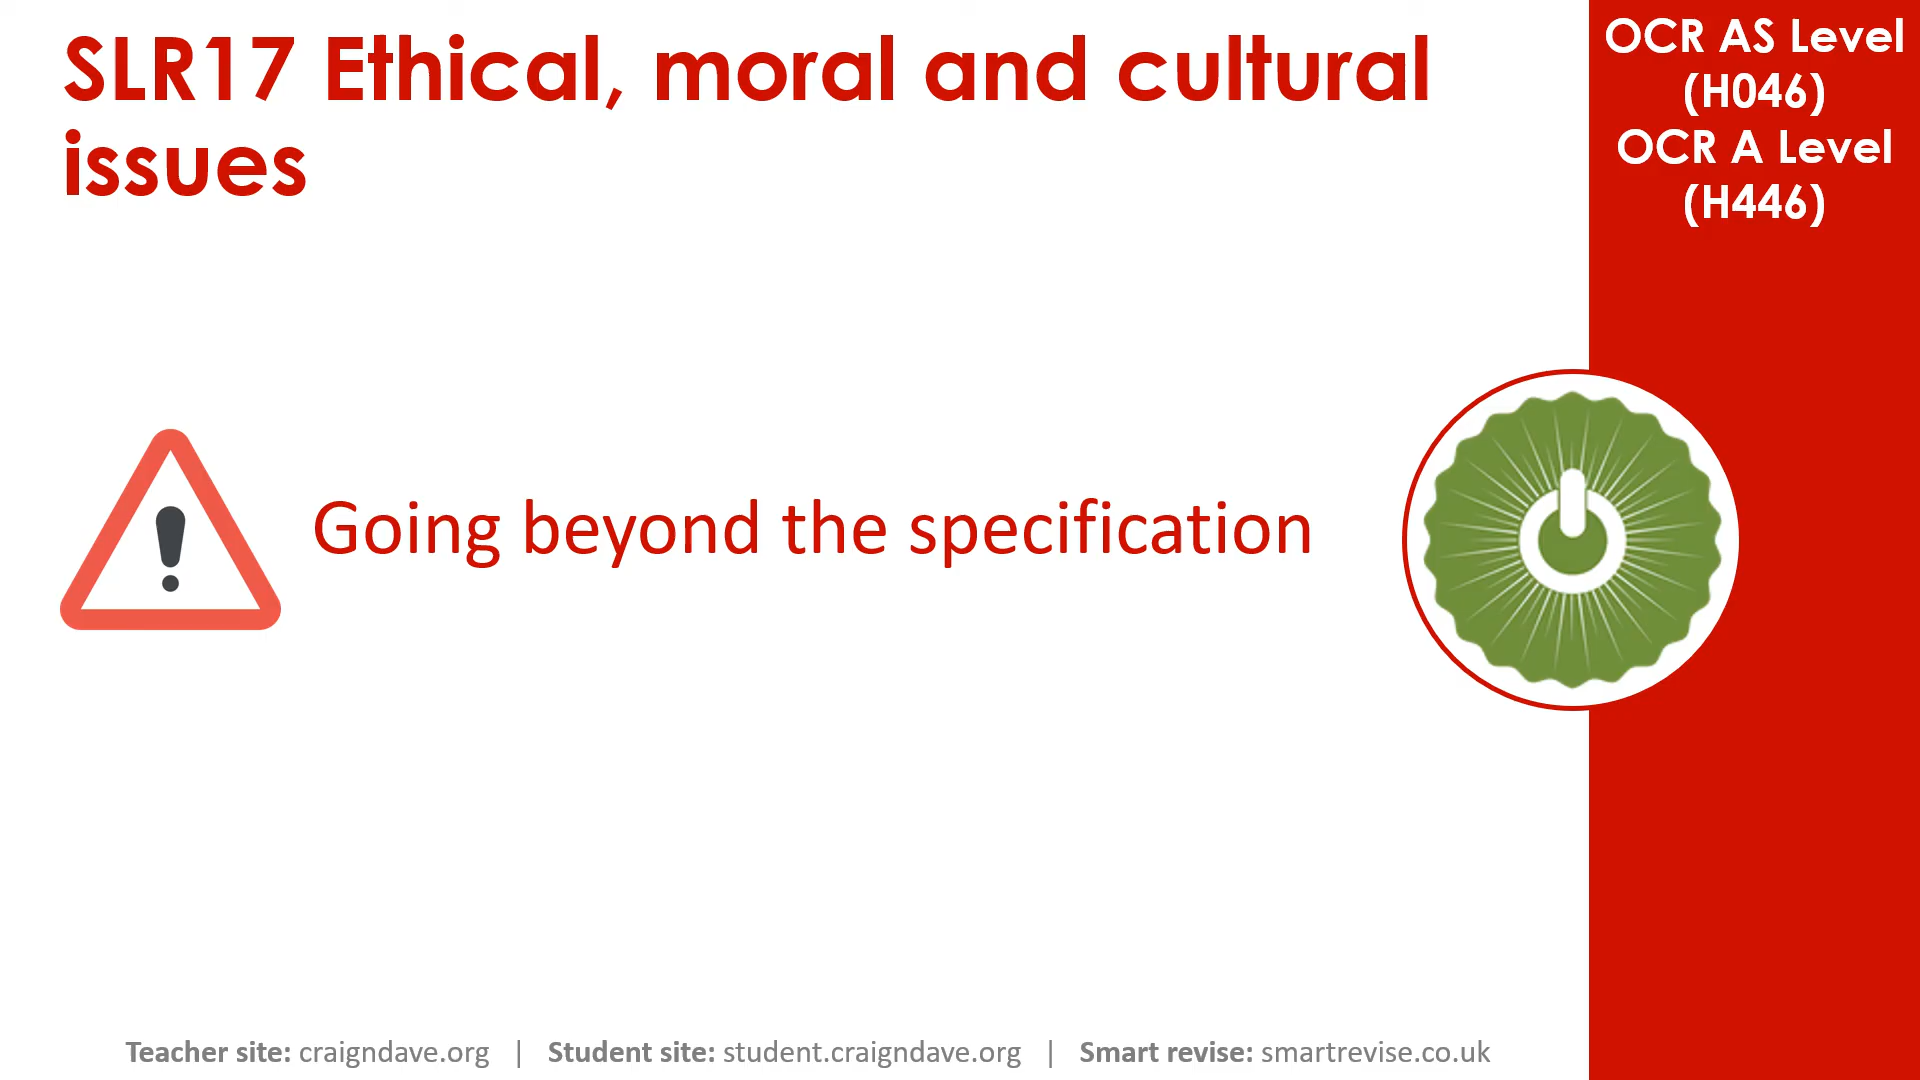 SLR17 Ethical, moral and cultural
issues
OCR AS Level
(H046)
OCR A Level
(H446)
Going beyond the specification
Teacher site: craigndave.org | Student site: student.craigndave.org | Smart revise: smartrevise.co.uk